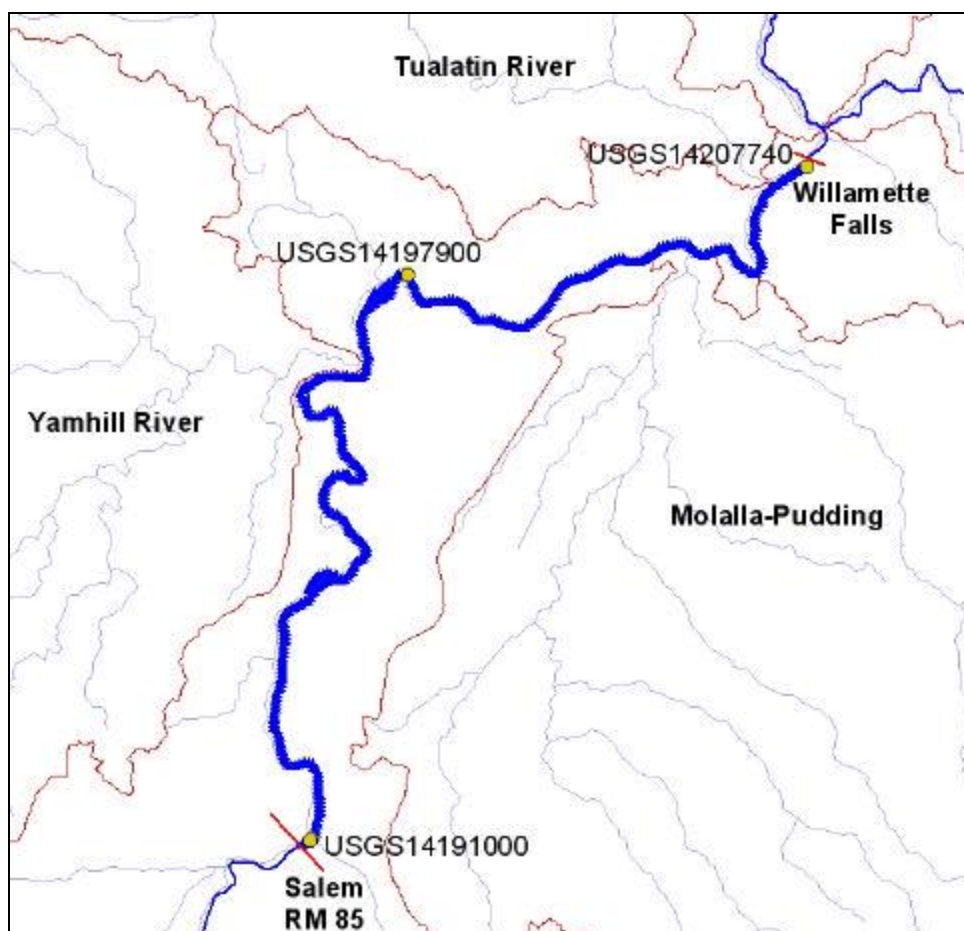 Tualatin River
USGS14207740
Willamette
Falls
USGS14197900
Yamhill River
Molalla-Pudding
USGS14191000
Salem
RM 85